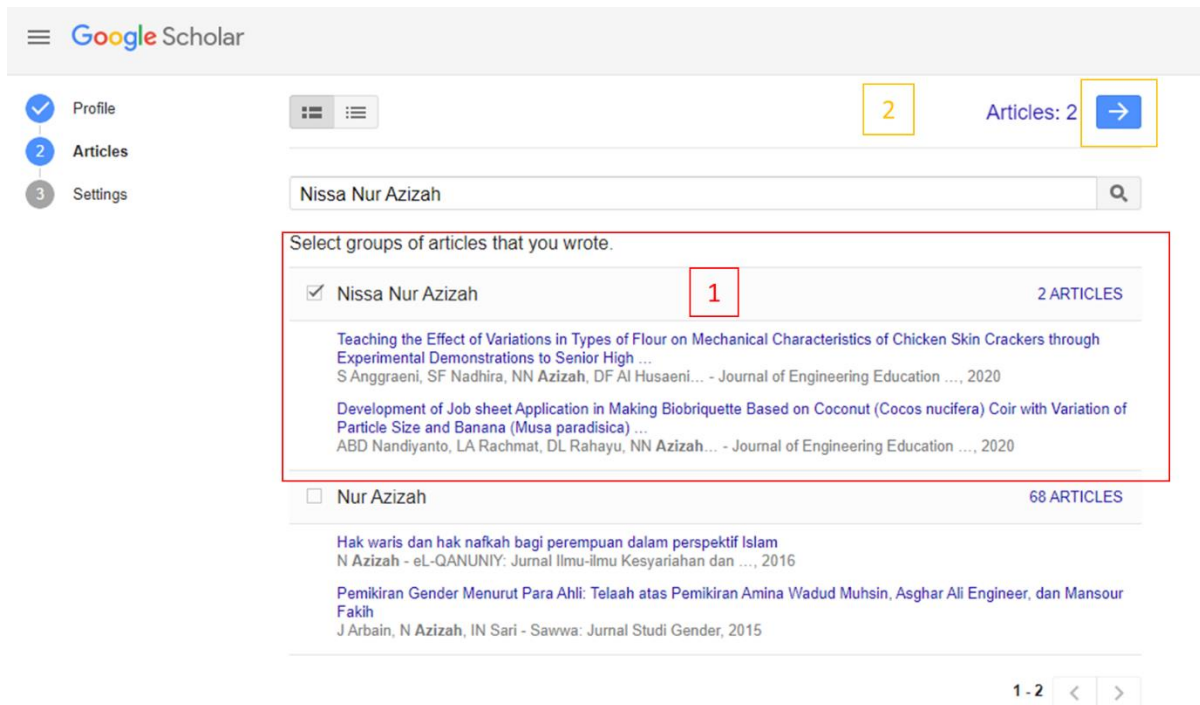 Google Scholar
Profile
2
Articles
3
Settings
2
Articles: 2
Nissa Nur Azizah
Select groups of articles that you wrote.
Nissa Nur Azizah
1
2 ARTICLES
Teaching the Effect of Variations in Types of Flour on Mechanical Characteristics of Chicken Skin Crackers through
Experimental Demonstrations to Senior High ...
S Anggraeni, SF Nadhira, NN Azizah, DF Al Husaeni... - Journal of Engineering Education ..., 2020
Development of Job sheet Application in Making Biobriquette Based on Coconut (Cocos nucifera) Coir with Variation of
Particle Size and Banana (Musa paradisica) ...
ABD Nandiyanto, LA Rachmat, DL Rahayu, NN Azizah... - Journal of Engineering Education ..., 2020
Nur Azizah
68 ARTICLES
Hak waris dan hak nafkah bagi perempuan dalam perspektif Islam
N Azizah - eL-QANUNIY: Jurnal Ilmu-ilmu Kesyariahan dan ..., 2016
Pemikiran Gender Menurut Para Ahli: Telaah atas Pemikiran Amina Wadud Muhsin, Asghar Ali Engineer, dan Mansour
Fakih
J Arbain, N Azizah, IN Sari - Sawwa: Jurnal Studi Gender, 2015
1 - 2